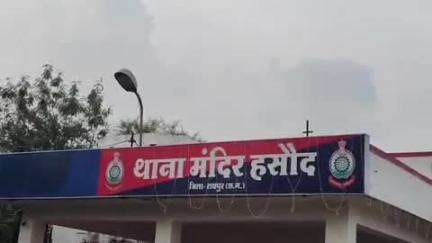 थाना मंदिर हसौद
जिला- रायपुर (छ.ग.)